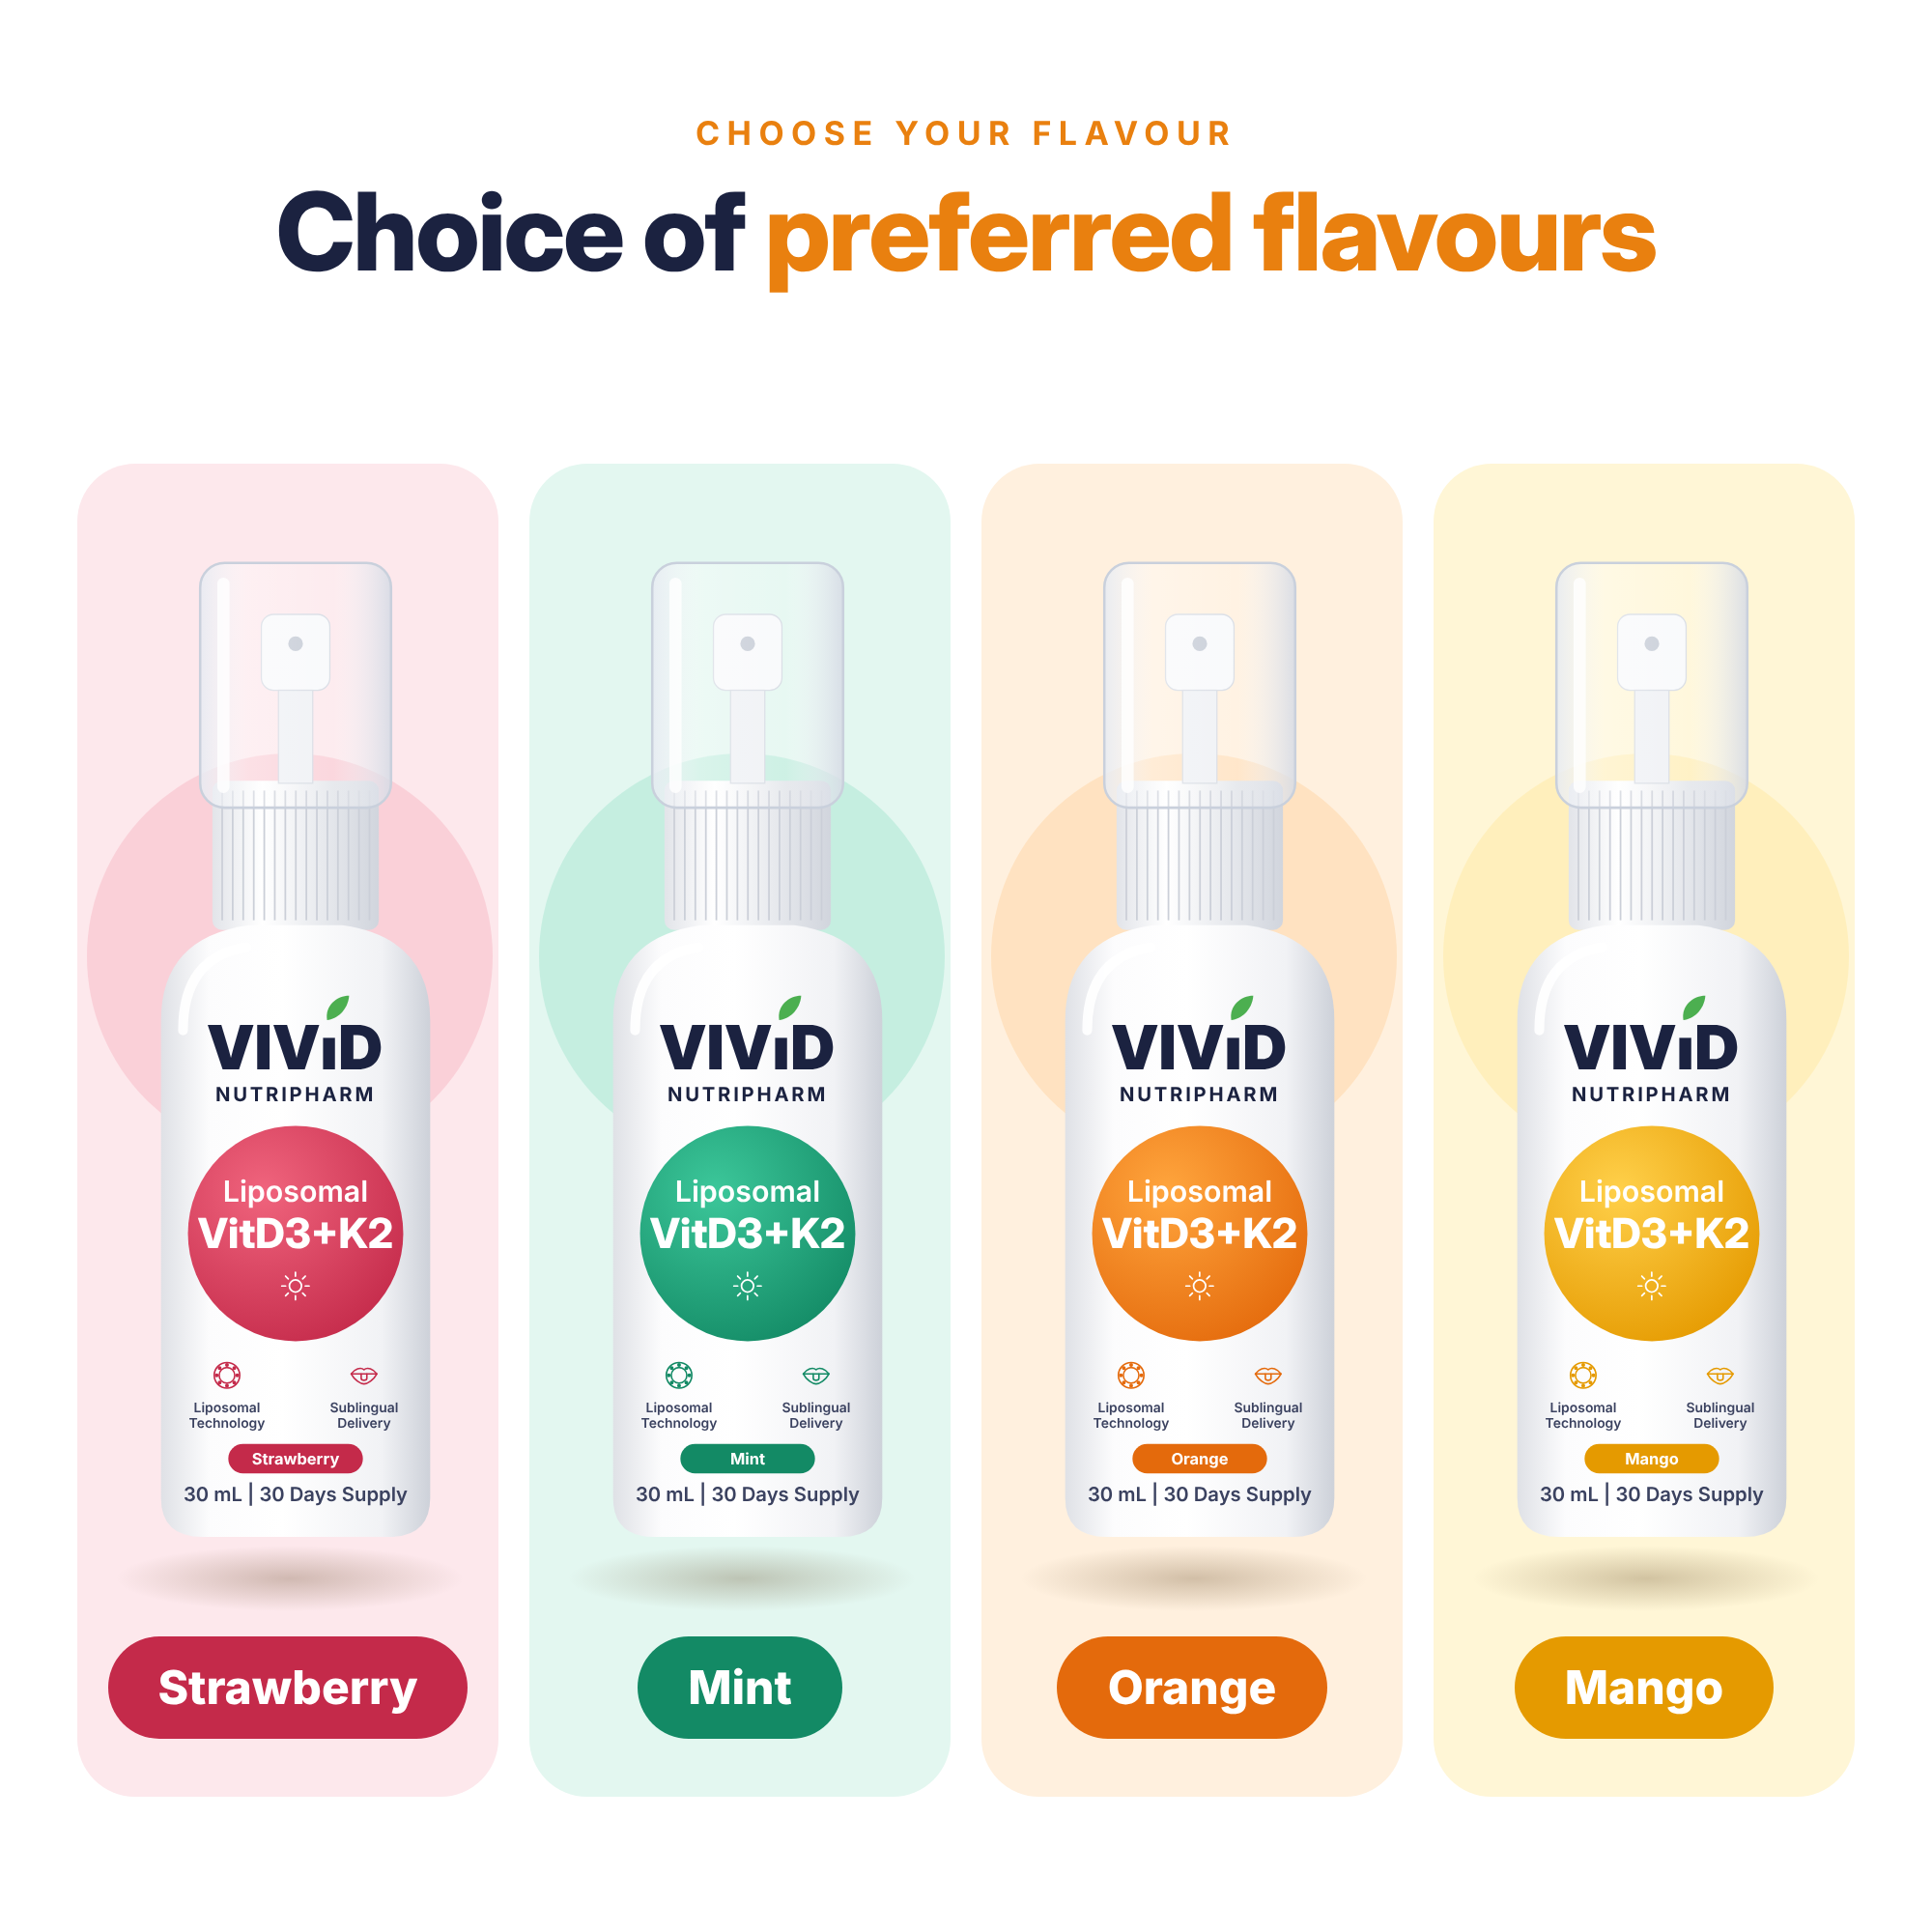 CHOOSE YOUR FLAVOUR
Choice of preferred flavours
VIViD
NUTRIPHARM
Liposomal
VitD3+K2
Liposomal
Technology
Sublingual
Delivery
Strawberry
30 mL | 30 Days Supply
Strawberry
VIViD
NUTRIPHARM
Liposomal
VitD3+K2
Liposomal
Technology
Sublingual
Delivery
Mint
30 mL | 30 Days Supply
Mint
VIViD
NUTRIPHARM
Liposomal
VitD3+K2
Liposomal
Technology
Sublingual
Delivery
Orange
30 mL | 30 Days Supply
Orange
VIViD
NUTRIPHARM
Liposomal
VitD3+K2
Liposomal
Technology
Sublingual
Delivery
Mango
30 mL | 30 Days Supply
Mango